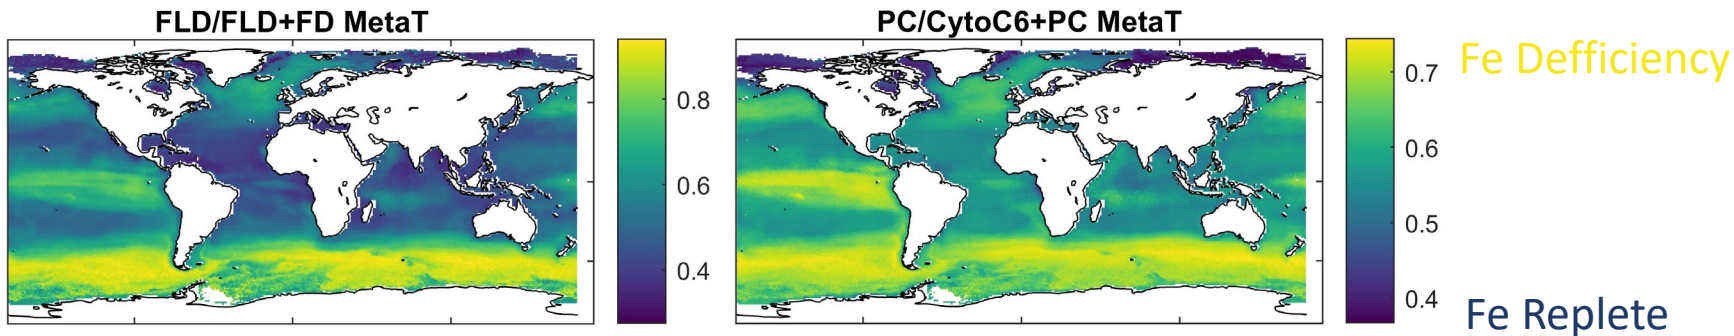 FLD/FLD+FD MetaT
0.8
0.6
0.4
PC/CytoC6+PC MetaT
0.7
0.6
0.5
0.4
Fe Defficiency
Fe Replete